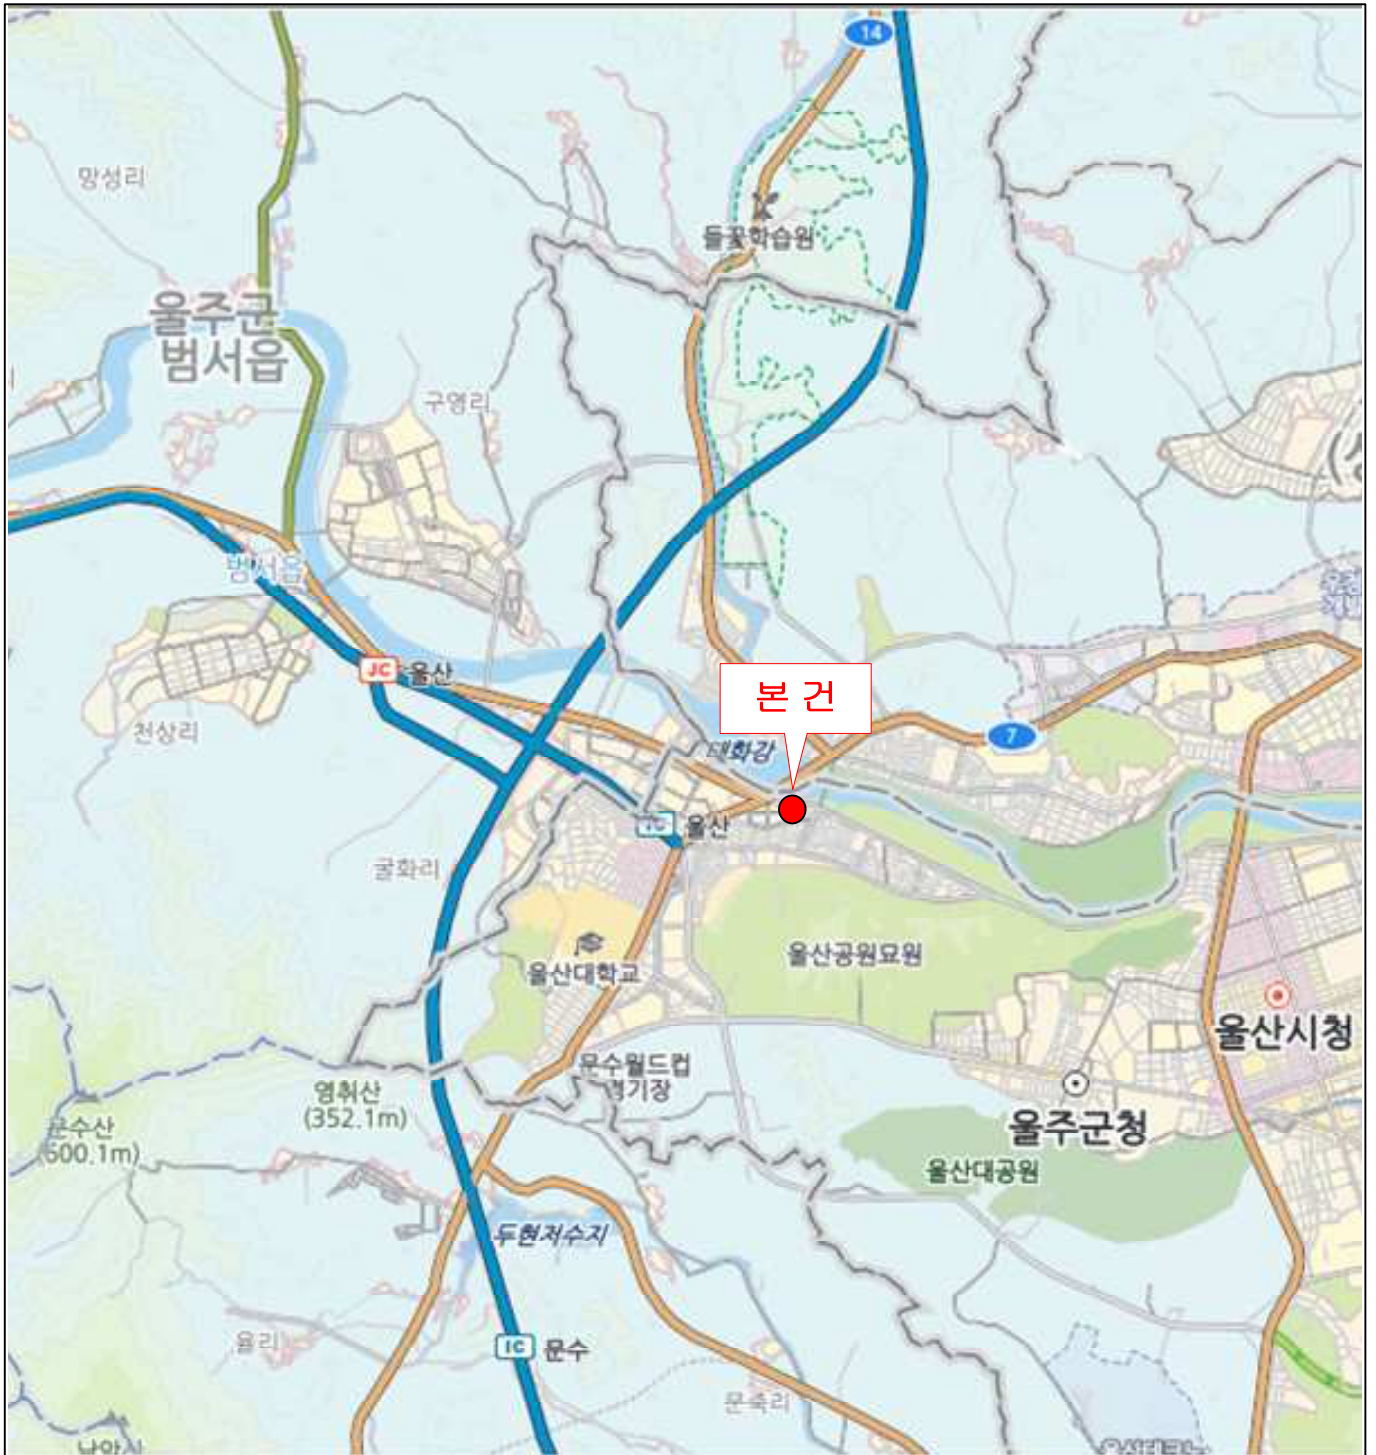 14
망성리
들꽃학습원
울주군
범서읍
구영리
범서읍
JC 울산
본 건
천상리
태화강
7
울산
굴화리
울산공원묘원
울산대학교
울산시청
문수월드컵
경기장
영취산
(352.1m)
울주군청
문수산
(600.1m)
울산대공원
두현저수지
율리
IC 문수
문죽리